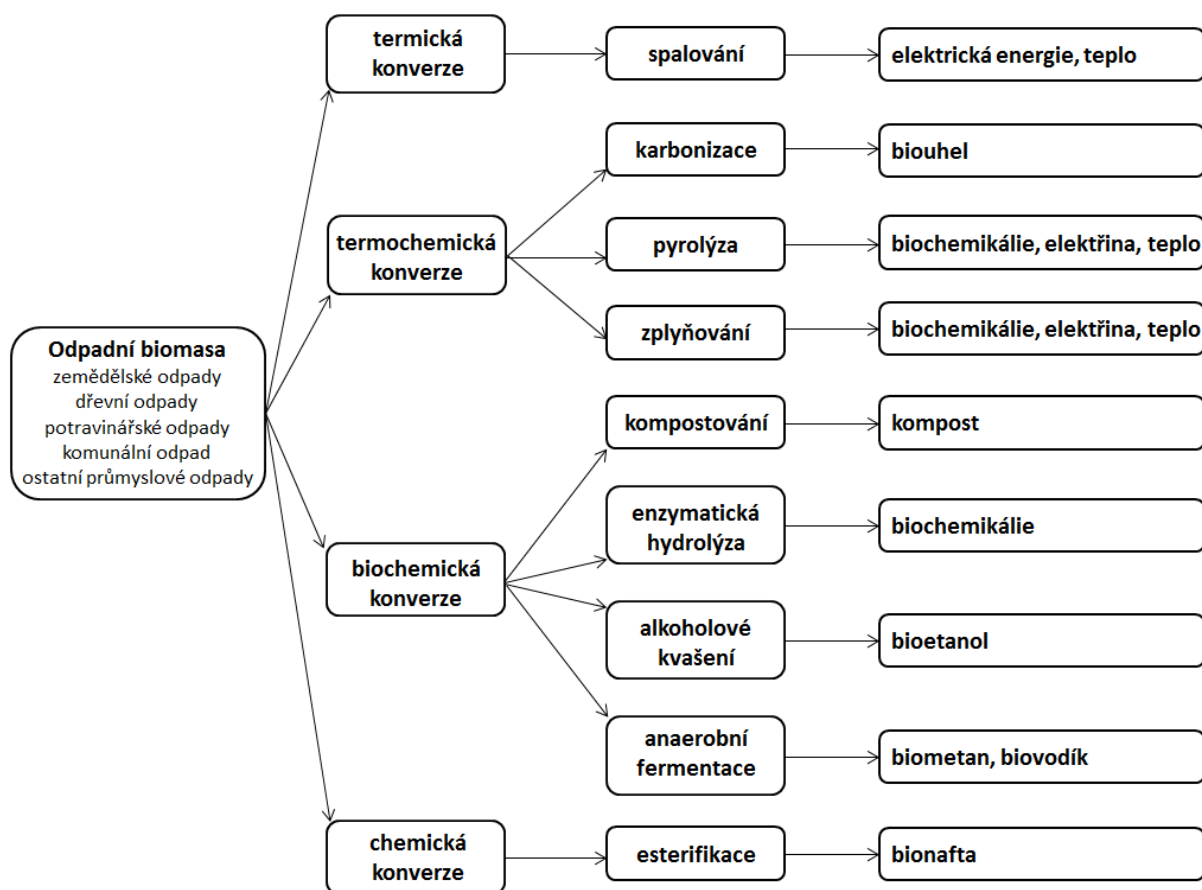 termická
konverze
spalování
elektrická energie, teplo
karbonizace
biouhel
termochemická
konverze
pyrolýza
biochemikálie, elektřina, teplo
zplyňování
biochemikálie, elektřina, teplo
Odpadní biomasa
zemědělské odpady
dřevní odpady
potravinářské odpady
komunální odpad
ostatní průmyslové odpady
kompostování
kompost
enzymatická
hydrolýza
biochemikálie
biochemická
konverze
alkoholové
kvašení
bioetanol
anaerobní
fermentace
biometan, biovodík
chemická
konverze
esterifikace
bionafta